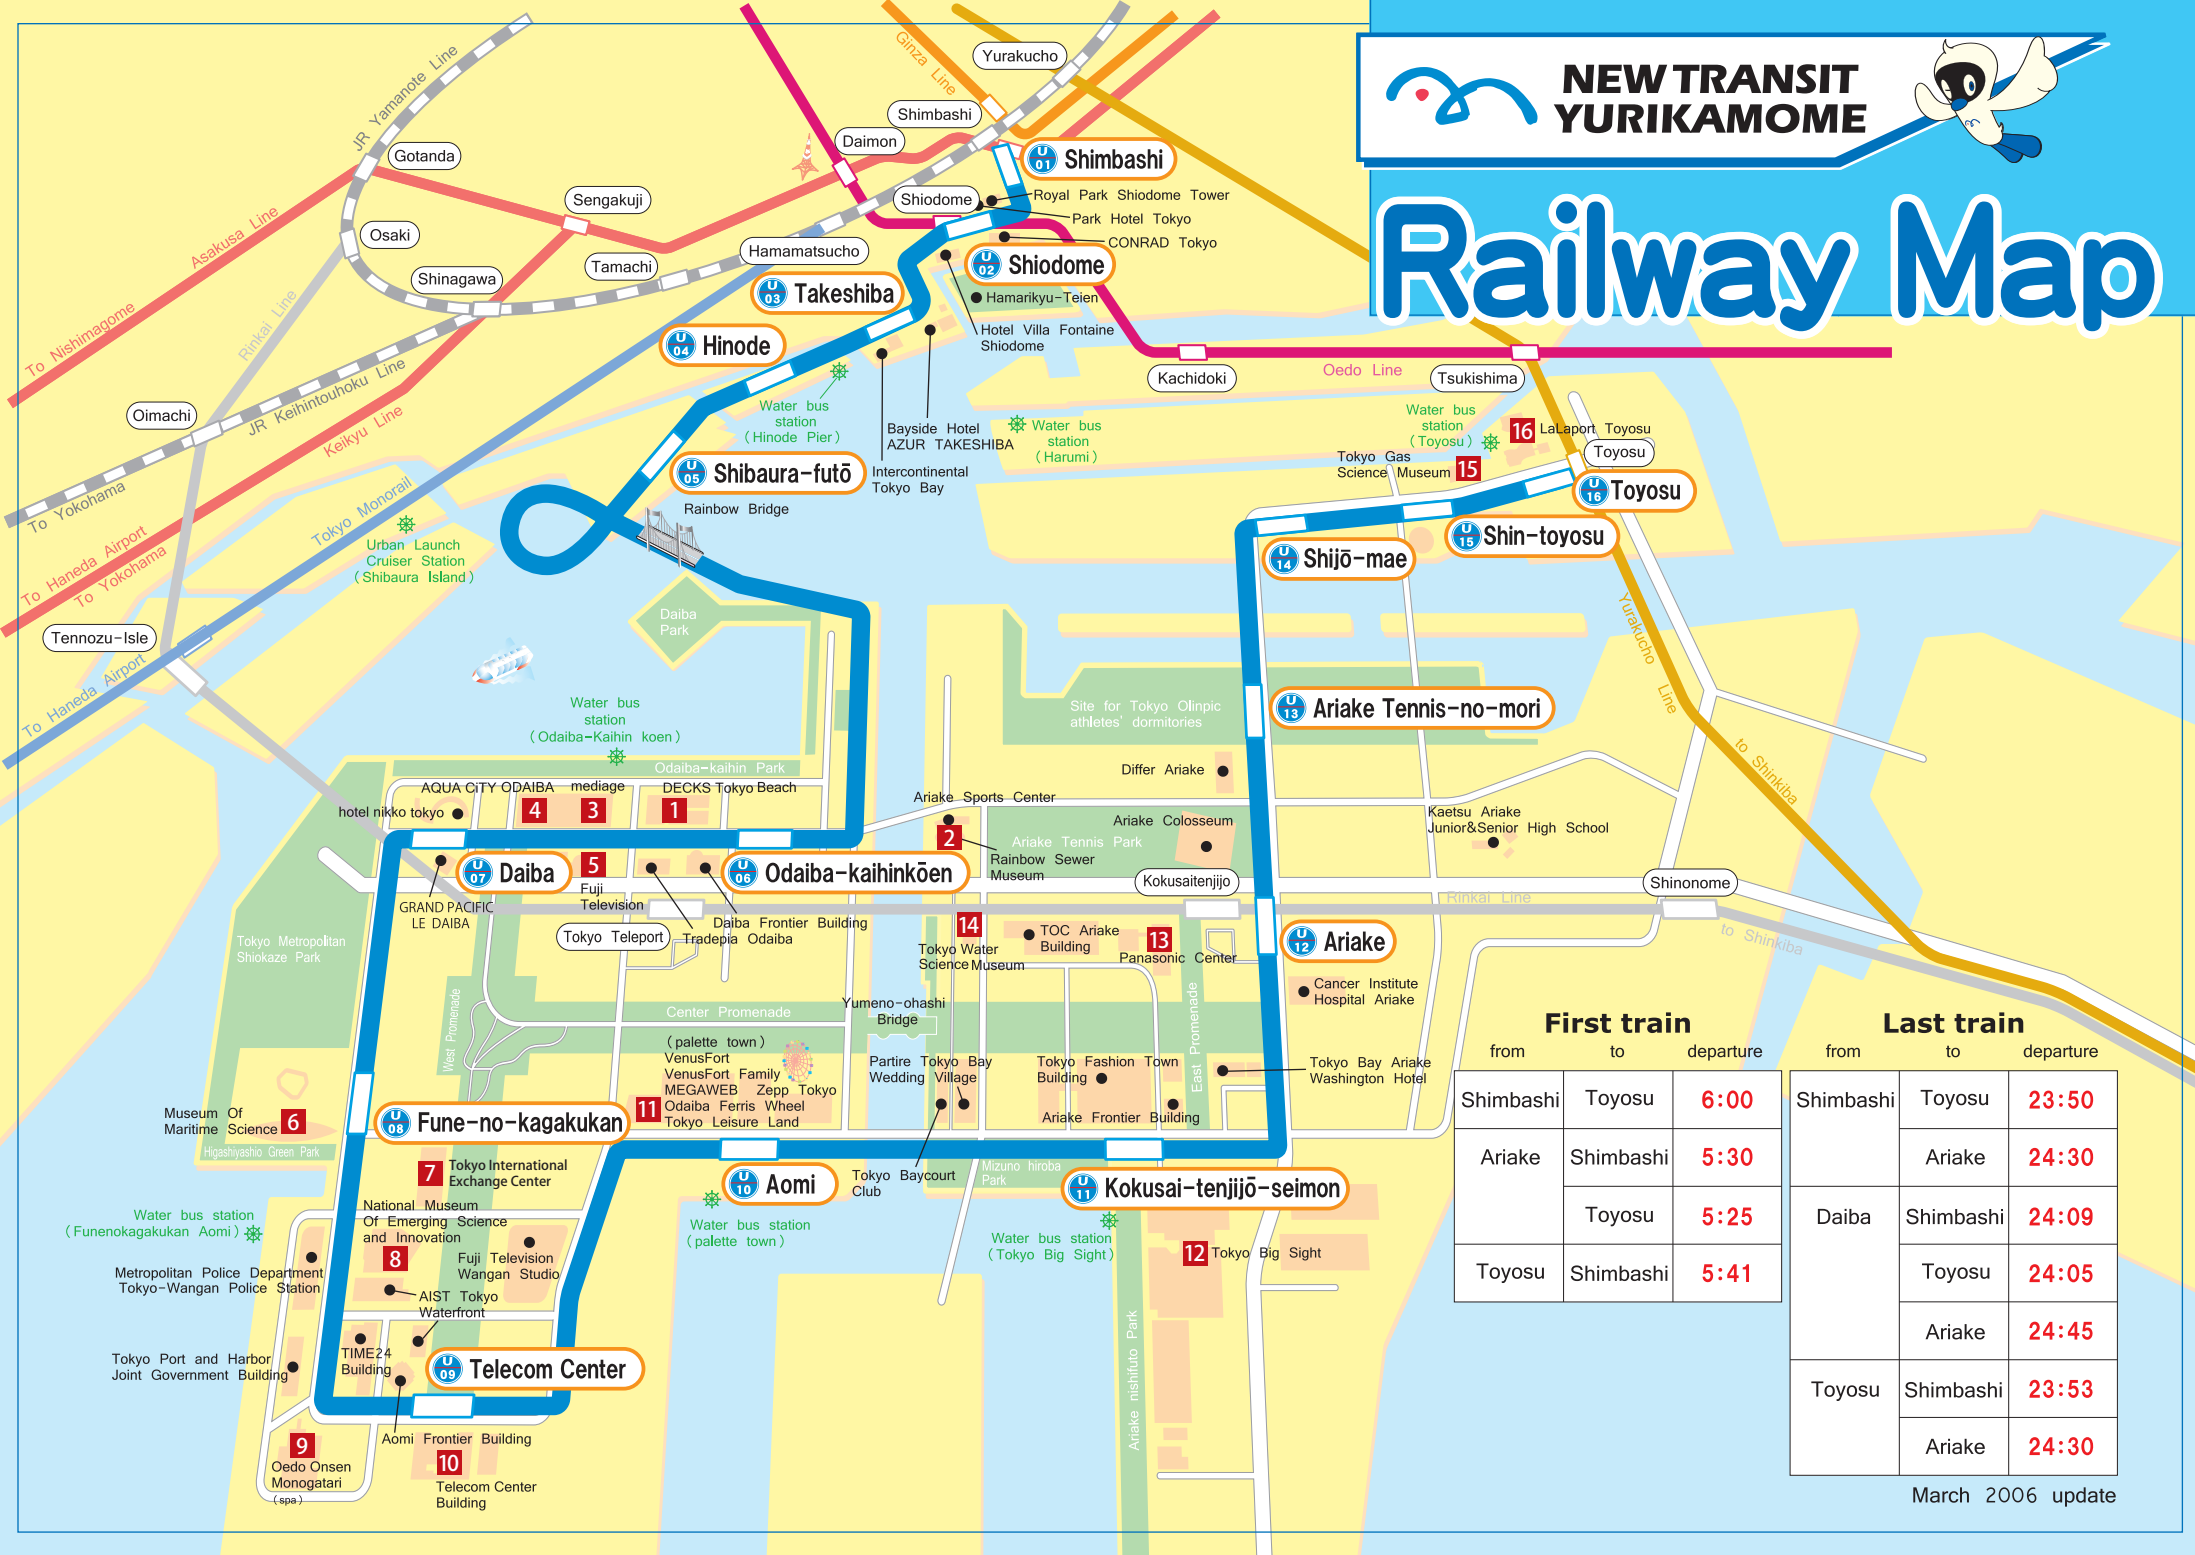 NEW TRANSIT
YURIKAMOME
Railway Map
JR Yamanote Line
Ginza Line
Yurakucho
Shimbashi
Daimon
Gotanda
U
01
Shimbashi
Sengakuji
Shiodome
Royal Park Shiodome Tower
Park Hotel Tokyo
CONRAD Tokyo
Asakusa Line
Osaki
Tamachi
Hamamatsucho
Shinagawa
U
02
Shiodome
U
03
Takeshiba
Hamarikyu-Teien
Hotel Villa Fontaine
Shiodome
To Nishimagome
Rinkai Line
U
04
Hinode
Kachidoki
Oedo Line
Tsukishima
Oimachi
JR Keihintouhoku Line
Keikyu Line
Water bus
station
(Hinode Pier)
Bayside Hotel
AZUR TAKESHIBA
Water bus
station
(Harumi)
Water bus
station
(Toyosu)
16
LaLaport Toyosu
Toyosu
Tokyo Gas
Science Museum
15
Intercontinental
Tokyo Bay
U
05
Shibaura-futō
Rainbow Bridge
U
16
Toyosu
To Yokohama
Tokyo Monorail
Urban Launch
Cruiser Station
(Shibaura Island)
U
15
Shin-toyosu
U
14
Shijō-mae
To Haneda Airport
To Yokohama
Yurakucho Line
Tennozu-Isle
To Haneda Airport
Daiba
Park
Water bus
station
(Odaiba-Kaihin koen)
Site for Tokyo Olinpic
athletes' dormitories
U
13
Ariake Tennis-no-mori
to Shinkiba
Odaiba-kaihin Park
AQUA CiTY ODAIBA
mediage
DECKS Tokyo Beach
hotel nikko tokyo
4
3
1
Differ Ariake
Ariake Sports Center
2
Rainbow Sewer
Museum
Ariake Colosseum
Ariake Tennis Park
Kaetsu Ariake
Junior&Senior High School
U
07
Daiba
5
Fuji
Television
U
06
Odaiba-kaihinkōen
Kokusaitenjijo
Shinonome
Rinkai Line
to Shinkiba
GRAND PACIFIC
LE DAIBA
Tokyo Teleport
Daiba Frontier Building
Tradepia Odaiba
14
Tokyo Water
Science Museum
TOC Ariake
Building
13
Panasonic Center
U
12
Ariake
Tokyo Metropolitan
Shiokaze Park
Cancer Institute
Hospital Ariake
West Promenade
Center Promenade
Yumeno-ohashi
Bridge
East Promenade
(palette town)
VenusFort
VenusFort Family
MEGAWEB Zepp Tokyo
Odaiba Ferris Wheel
Tokyo Leisure Land
11
Partire Tokyo Bay
Wedding Village
Tokyo Fashion Town
Building
Ariake Frontier Building
Tokyo Bay Ariake
Washington Hotel
Museum Of
Maritime Science
6
Higashiyashio Green Park
U
08
Fune-no-kagakukan
7
Tokyo International
Exchange Center
U
10
Aomi
Tokyo Baycourt
Club
Mizuno hiroba
Park
U
11
Kokusai-tenjijō-seimon
Water bus station
(Funenokagakukan Aomi)
National Museum
Of Emerging Science
and Innovation
8
Fuji Television
Wangan Studio
Water bus station
(palette town)
Water bus station
(Tokyo Big Sight)
12
Tokyo Big Sight
Metropolitan Police Department
Tokyo-Wangan Police Station
AIST Tokyo
Waterfront
TIME24
Building
Tokyo Port and Harbor
Joint Government Building
U
09
Telecom Center
Ariake nishifuto Park
Aomi Frontier Building
9
Oedo Onsen
Monogatari
(spa)
10
Telecom Center
Building
First train
from to departure
Shimbashi Toyosu 6:00
Ariake Shimbashi 5:30
Toyosu 5:25
Toyosu Shimbashi 5:41
Last train
from to departure
Shimbashi Toyosu 23:50
Ariake 24:30
Daiba Shimbashi 24:09
Toyosu 24:05
Ariake 24:45
Toyosu Shimbashi 23:53
Ariake 24:30
March 2006 update